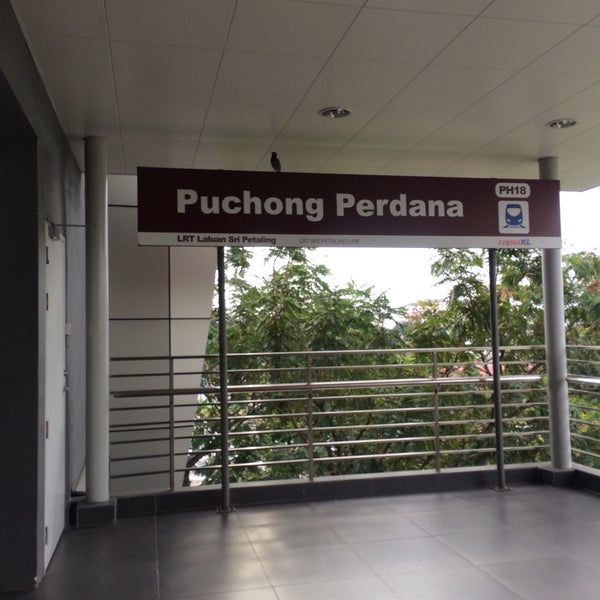 Puchong Perdana
PH18
LRT Laluan Sri Petaling
LRT SRI PETALING LINE
rapidKL